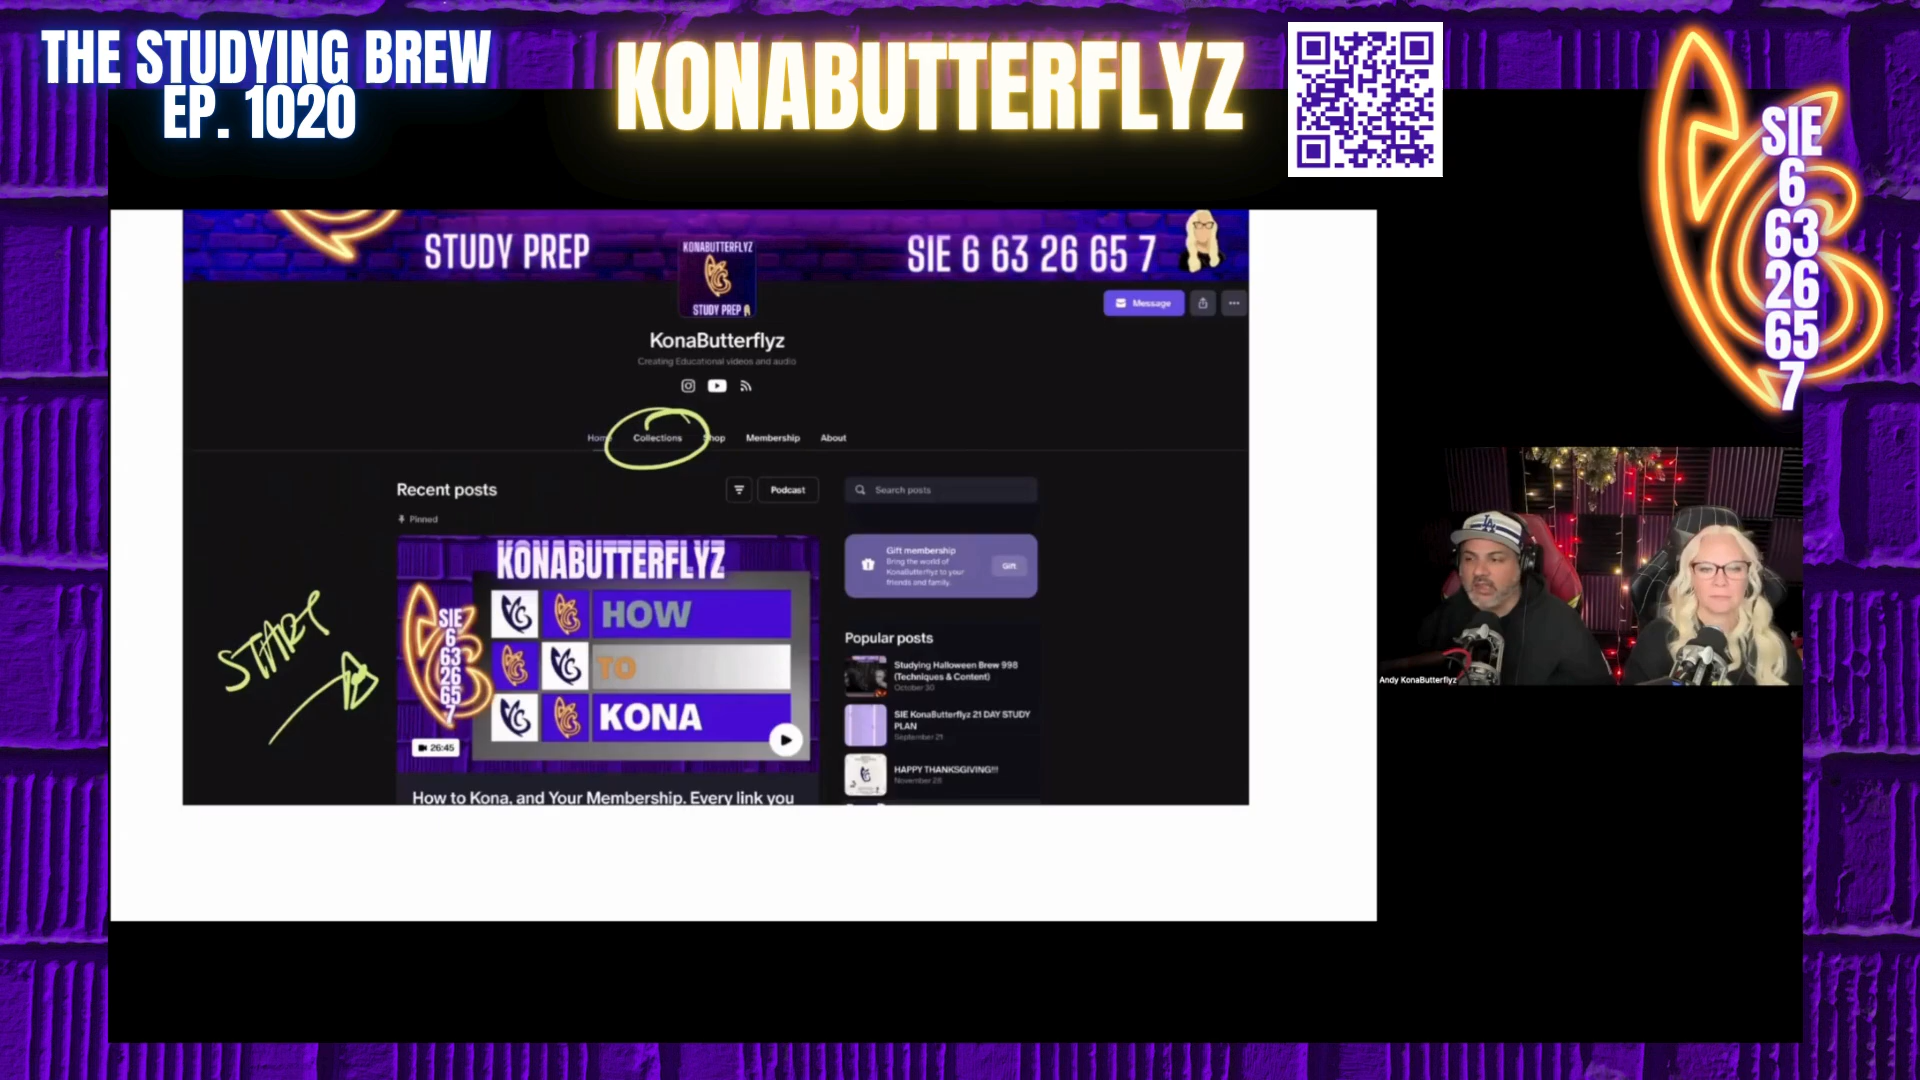 THE STUDYING BREW
EP. 1020
KONABUTTERFLYZ
SIE
6
63
26
65
7
STUDY PREP
KONABUTTERFLYZ
STUDY PREP
SIE 6 63 26 65 7
Message
KonaButterflyz
Creating Educational videos and audio
Home
Collections
Shop
Membership
About
Recent posts
Podcast
Search posts
Pinned
KONABUTTERFLYZ
SIE
6
63
26
65
7
HOW
TO
KONA
26:45
How to Kona, and Your Membership. Every link you
Gift membership
Bring the world of
KonaButterflyz to your
friends and family.
Gift
Popular posts
Studying Halloween Brew 998
(Techniques & Content)
October 30
SIE KonaButterflyz 21 DAY STUDY
PLAN
September 21
HAPPY THANKSGIVING!!!
November 28
START
LA
Andy KonaButterflyz